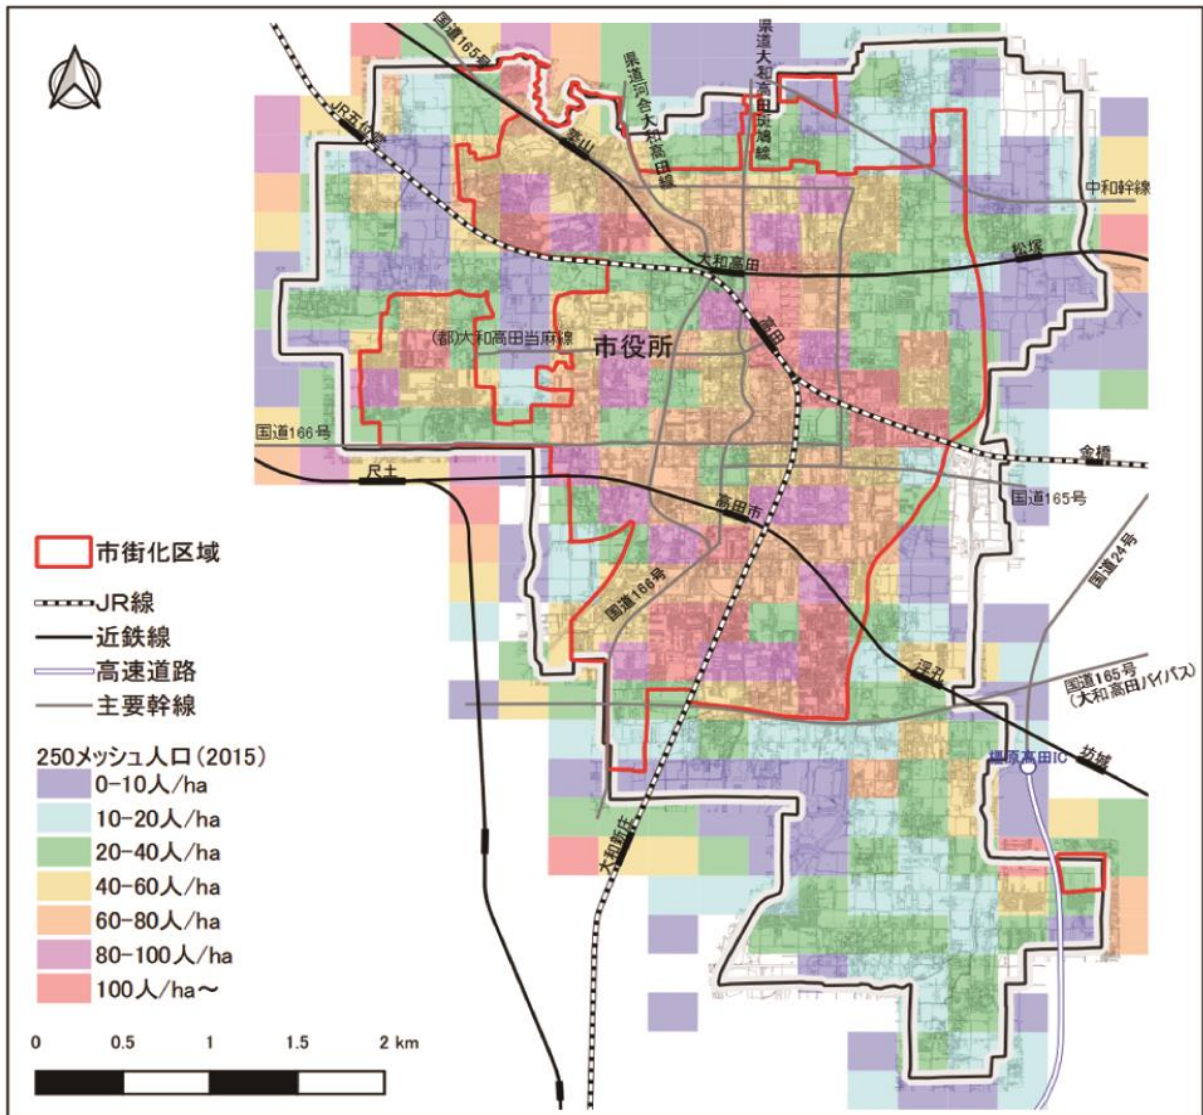 国道165号
県道河合大和高田線
県道大和高田斑鳩線
JR五位堂
築山
中和幹線
大和高田
松塚
高田
(都)大和高田当麻線
市役所
国道166号
金橋
尺土
国道165号
高田市
国道24号
国道166号
浮孔
国道165号
(大和高田バイパス)
橿原高田IC
坊城
大和新庄
市街化区域
JR線
近鉄線
高速道路
主要幹線
250メッシュ人口(2015)
0-10人/ha
10-20人/ha
20-40人/ha
40-60人/ha
60-80人/ha
80-100人/ha
100人/ha～
0 0.5 1 1.5 2 km